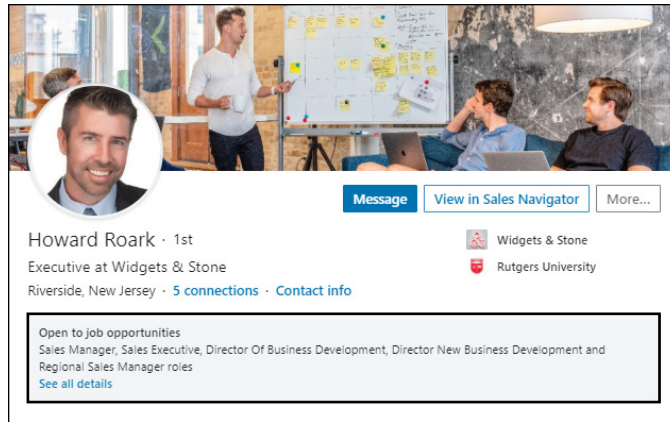 Message
View in Sales Navigator
More...
Howard Roark · 1st
Executive at Widgets & Stone
Riverside, New Jersey · 5 connections · Contact info
Widgets & Stone
Rutgers University
Open to job opportunities
Sales Manager, Sales Executive, Director Of Business Development, Director New Business Development and
Regional Sales Manager roles
See all details